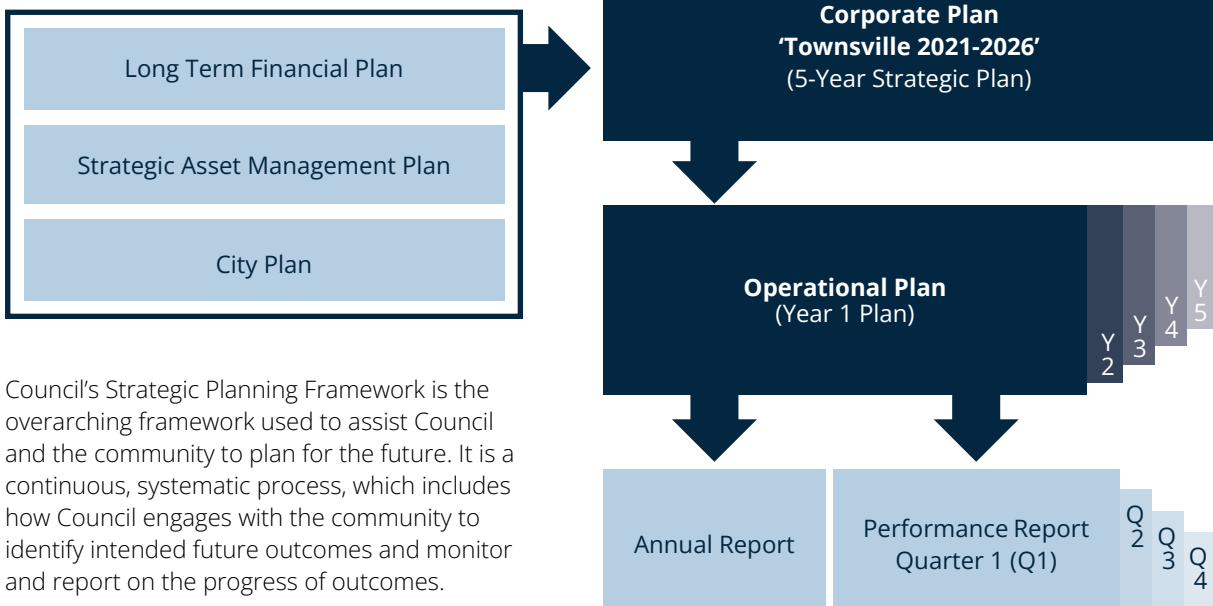 Long Term Financial Plan
Strategic Asset Management Plan
City Plan
Council’s Strategic Planning Framework is the
overarching framework used to assist Council
and the community to plan for the future. It is a
continuous, systematic process, which includes
how Council engages with the community to
identify intended future outcomes and monitor
and report on the progress of outcomes.
Corporate Plan
‘Townsville 2021-2026’
(5-Year Strategic Plan)
Operational Plan
(Year 1 Plan)
Y
2
Y
3
Y
4
Y
5
Annual Report
Performance Report
Quarter 1 (Q1)
Q
2
Q
3
Q
4